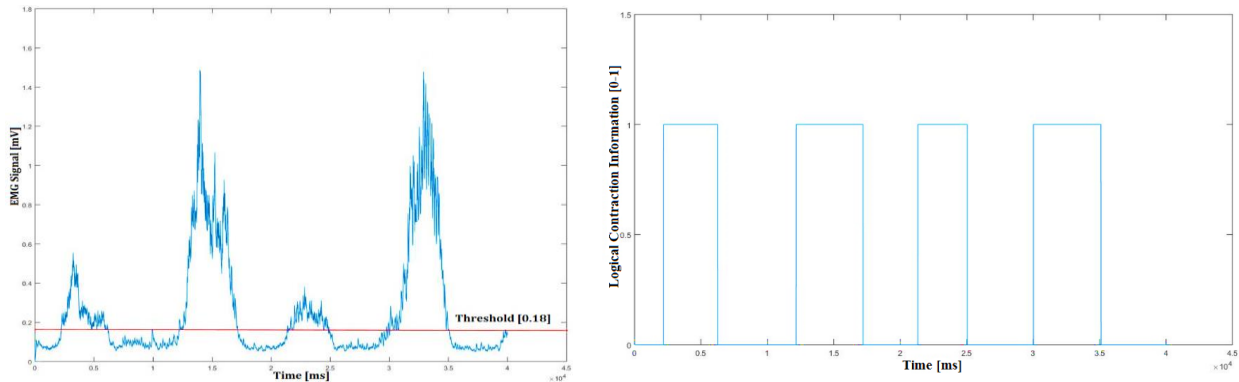 1.8
1.6
1.4
1.2
1
0.8
0.6
0.4
0.2
0
EMG Signal [mV]
Threshold [0.18]
0 0.5 1 1.5 2 2.5 3 3.5 4 4.5
Time [ms]
×10⁴
1.5
1
0.5
0
Logical Contraction Information [0-1]
0 0.5 1 1.5 2 2.5 3 3.5 4 4.5
Time [ms]
×10⁴